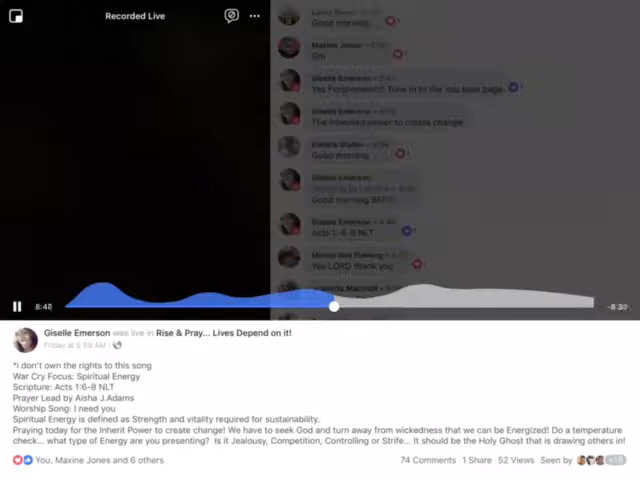 Recorded Live
Good morning
Maxine Jones
Gm
Giselle Emerson
Yes Forgiveness!! Tune in to the
page.
Giselle Emerson
The Inherited power to create change
Good morning
Giselle Emerson
Good morning BFF!!
Giselle Emerson
Acts 1:6-8 NLT
Yes LORD thank you
8:48
-8:30
Giselle Emerson was live in Rise & Pray... Lives Depend on it!
Friday at 5:59 AM
*I don't own the rights to this song
War Cry Focus: Spiritual Energy
Scripture: Acts 1:6-8 NLT
Prayer Lead by Aisha J.Adams
Worship Song: I need you
Spiritual Energy is defined as Strength and vitality required for sustainability.
Praying today for the Inherit Power to create change! We have to seek God and turn away from wickedness that we can be Energized! Do a temperature
check... what type of Energy are you presenting? Is it Jealousy, Competition, Controlling or Strife... It should be the Holy Ghost that is drawing others in!
You, Maxine Jones and 6 others
74 Comments 1 Share 52 Views Seen by +18